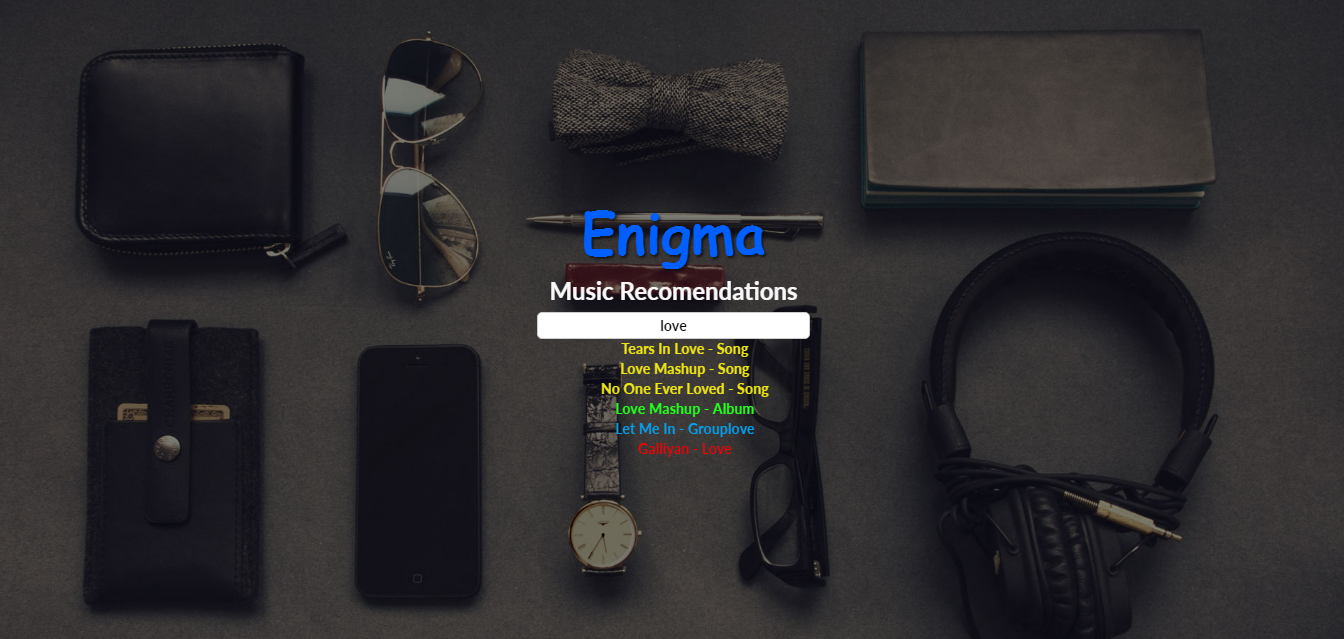 Enigma
Music Recomendations
love
Tears In Love - Song
Love Mashup - Song
No One Ever Loved - Song
Love Mashup - Album
Let Me In - Grouplove
Galliyan - Love